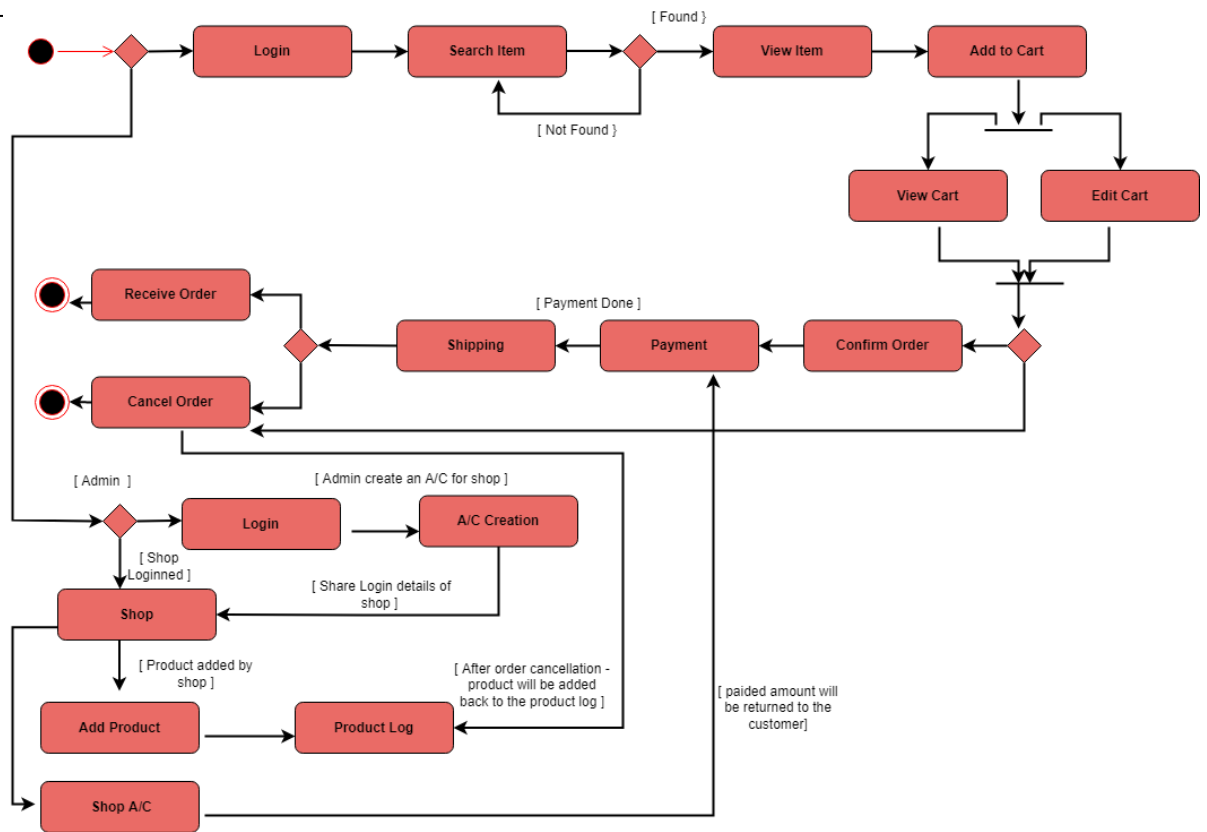 [ Found }
Login
Search Item
View Item
Add to Cart
[ Not Found }
View Cart
Edit Cart
Receive Order
[ Payment Done ]
Shipping
Payment
Confirm Order
Cancel Order
[ Admin  ]
[ Admin create an A/C for shop ]
Login
A/C Creation
[ Shop
Loginned ]
[ Share Login details of
shop ]
Shop
[ Product added by
shop ]
[ After order cancellation -
product will be added
back to the product log ]
[ paided amount will
be returned to the
customer]
Add Product
Product Log
Shop A/C